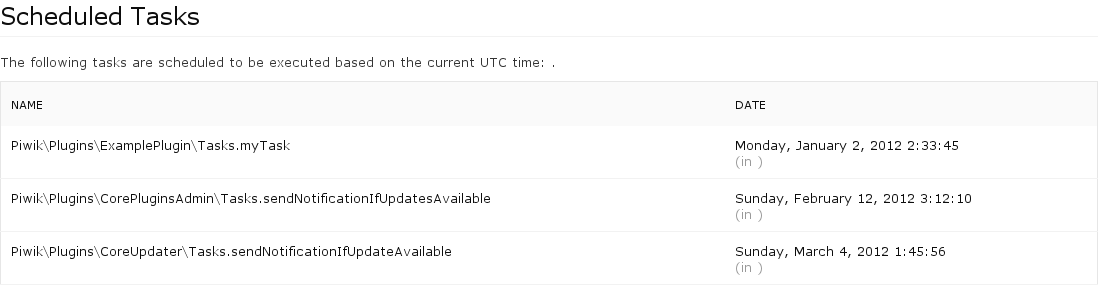 Scheduled Tasks
The following tasks are scheduled to be executed based on the current UTC time: .
NAME DATE
Piwik\Plugins\ExamplePlugin\Tasks.myTask Monday, January 2, 2012 2:33:45
(in )
Piwik\Plugins\CorePluginsAdmin\Tasks.sendNotificationIfUpdatesAvailable Sunday, February 12, 2012 3:12:10
(in )
Piwik\Plugins\CoreUpdater\Tasks.sendNotificationIfUpdateAvailable Sunday, March 4, 2012 1:45:56
(in )